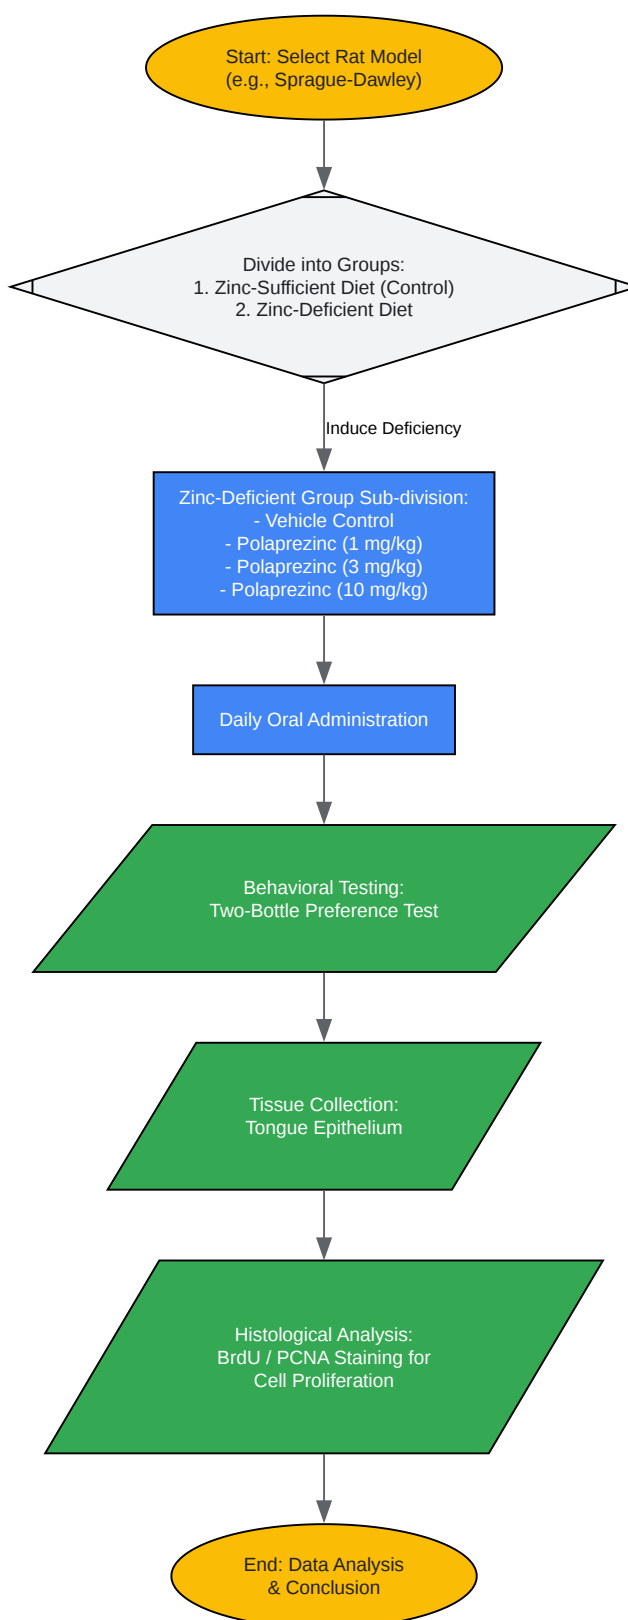 Start: Select Rat Model
(e.g., Sprague-Dawley)
Divide into Groups:
1. Zinc-Sufficient Diet (Control)
2. Zinc-Deficient Diet
Induce Deficiency
Zinc-Deficient Group Sub-division:
- Vehicle Control
- Polaprezinc (1 mg/kg)
- Polaprezinc (3 mg/kg)
- Polaprezinc (10 mg/kg)
Daily Oral Administration
Behavioral Testing:
Two-Bottle Preference Test
Tissue Collection:
Tongue Epithelium
Histological Analysis:
BrdU / PCNA Staining for
Cell Proliferation
End: Data Analysis
& Conclusion